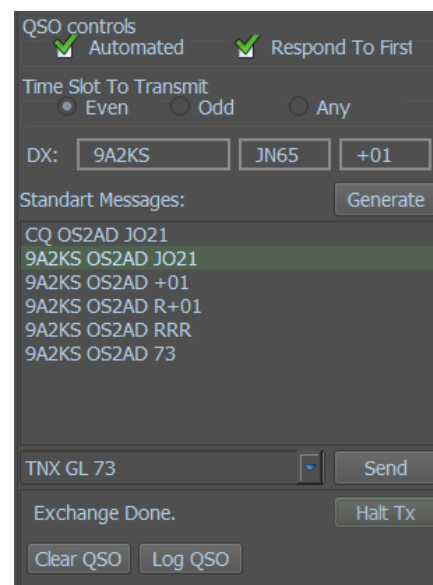 QSO controls
Automated Respond To First
Time Slot To Transmit
Even Odd Any
DX: 9A2KS JN65 +01
Standart Messages: Generate
CQ OS2AD JO21
9A2KS OS2AD JO21
9A2KS OS2AD +01
9A2KS OS2AD R+01
9A2KS OS2AD RRR
9A2KS OS2AD 73
TNX GL 73 Send
Exchange Done. Halt Tx
Clear QSO Log QSO